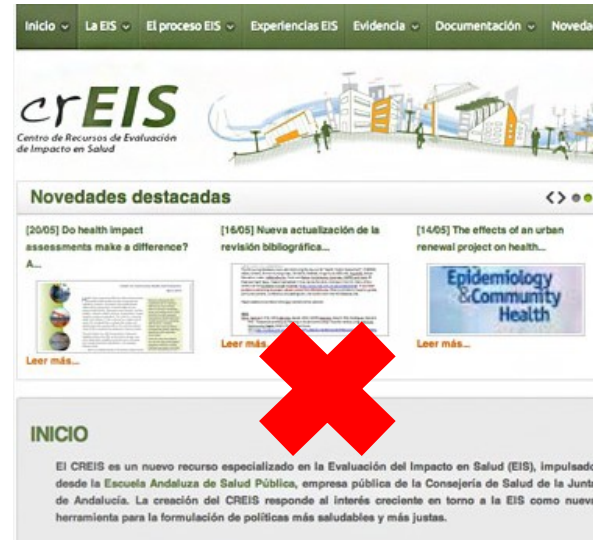 Inicio La EIS El proceso EIS Experiencias EIS Evidencia Documentación Noveda
crEIS
Centro de Recursos de Evaluación
de Impacto en Salud
Novedades destacadas
[20/05] Do health impact
assessments make a difference?
A...
Leer más...
[16/05] Nueva actualización de la
revisión bibliográfica...
Leer más
[14/05] The effects of an urban
renewal project on health...
Epidemiology
&Community
Health
Leer más...
INICIO
El CREIS es un nuevo recurso especializado en la Evaluación del Impacto en Salud (EIS), impulsado
desde la Escuela Andaluza de Salud Pública, empresa pública de la Consejería de Salud de la Junta
de Andalucía. La creación del CREIS responde al interés creciente en torno a la EIS como nueva
herramienta para la formulación de políticas más saludables y más justas.